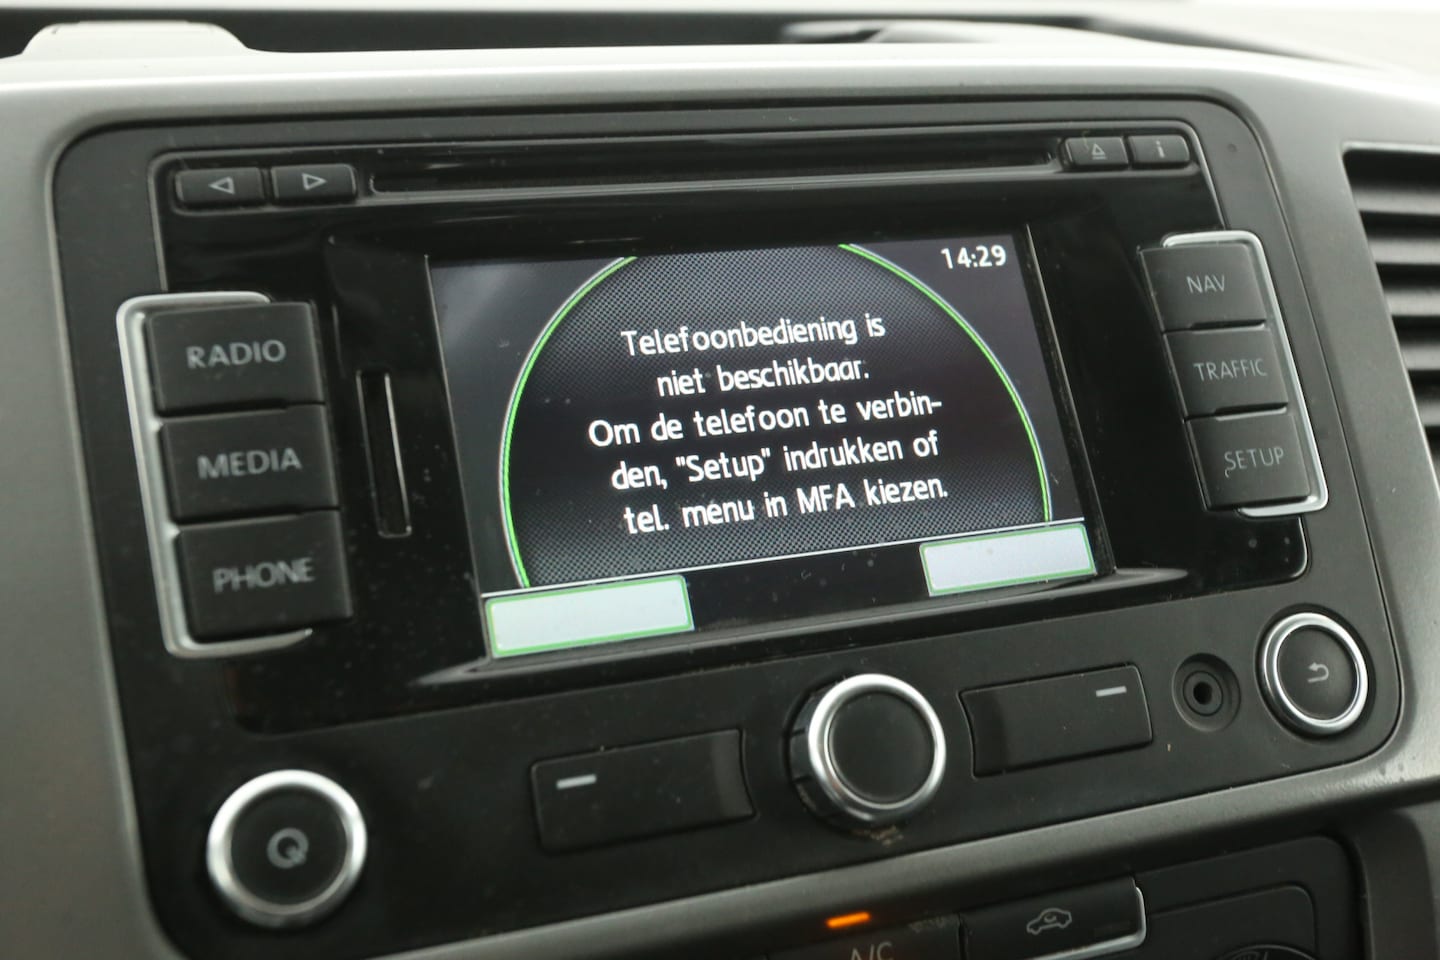 14:29
Telefoonbediening is
niet beschikbaar.
Om de telefoon te verbin-
den, "Setup" indrukken of
tel. menu in MFA kiezen.
RADIO
MEDIA
PHONE
i
NAV
TRAFFIC
SETUP
A/C